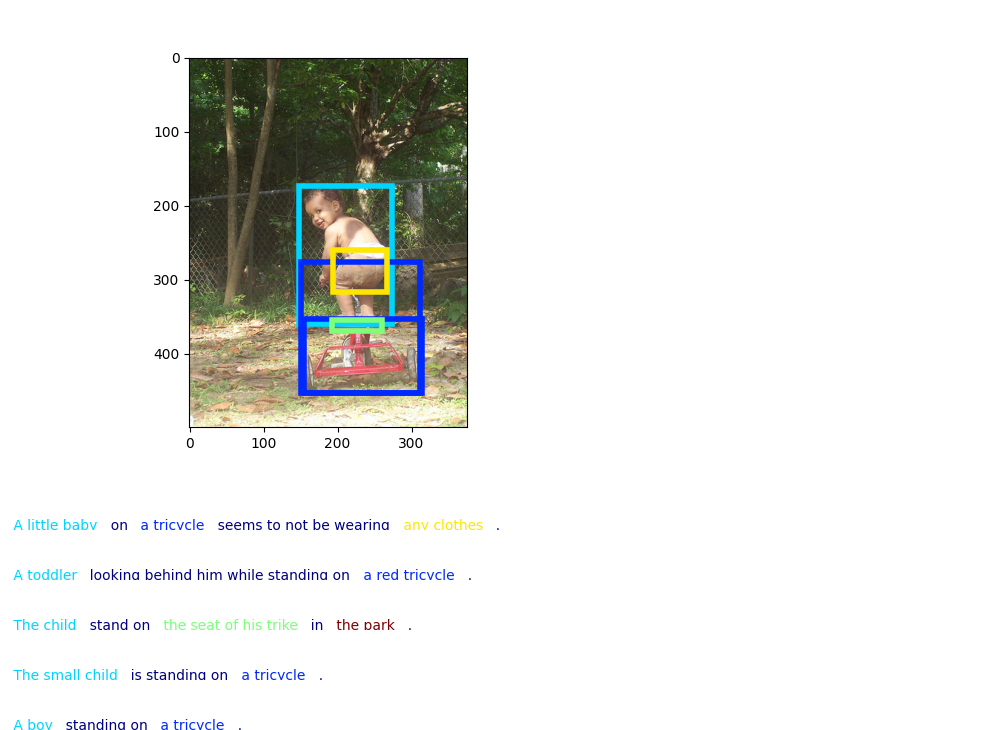 0
100
200
300
400
0 100 200 300
A little baby on a tricycle seems to not be wearing any clothes .
A toddler looking behind him while standing on a red tricycle .
The child stand on the seat of his trike in the park .
The small child is standing on a tricycle .
A boy standing on a tricycle .